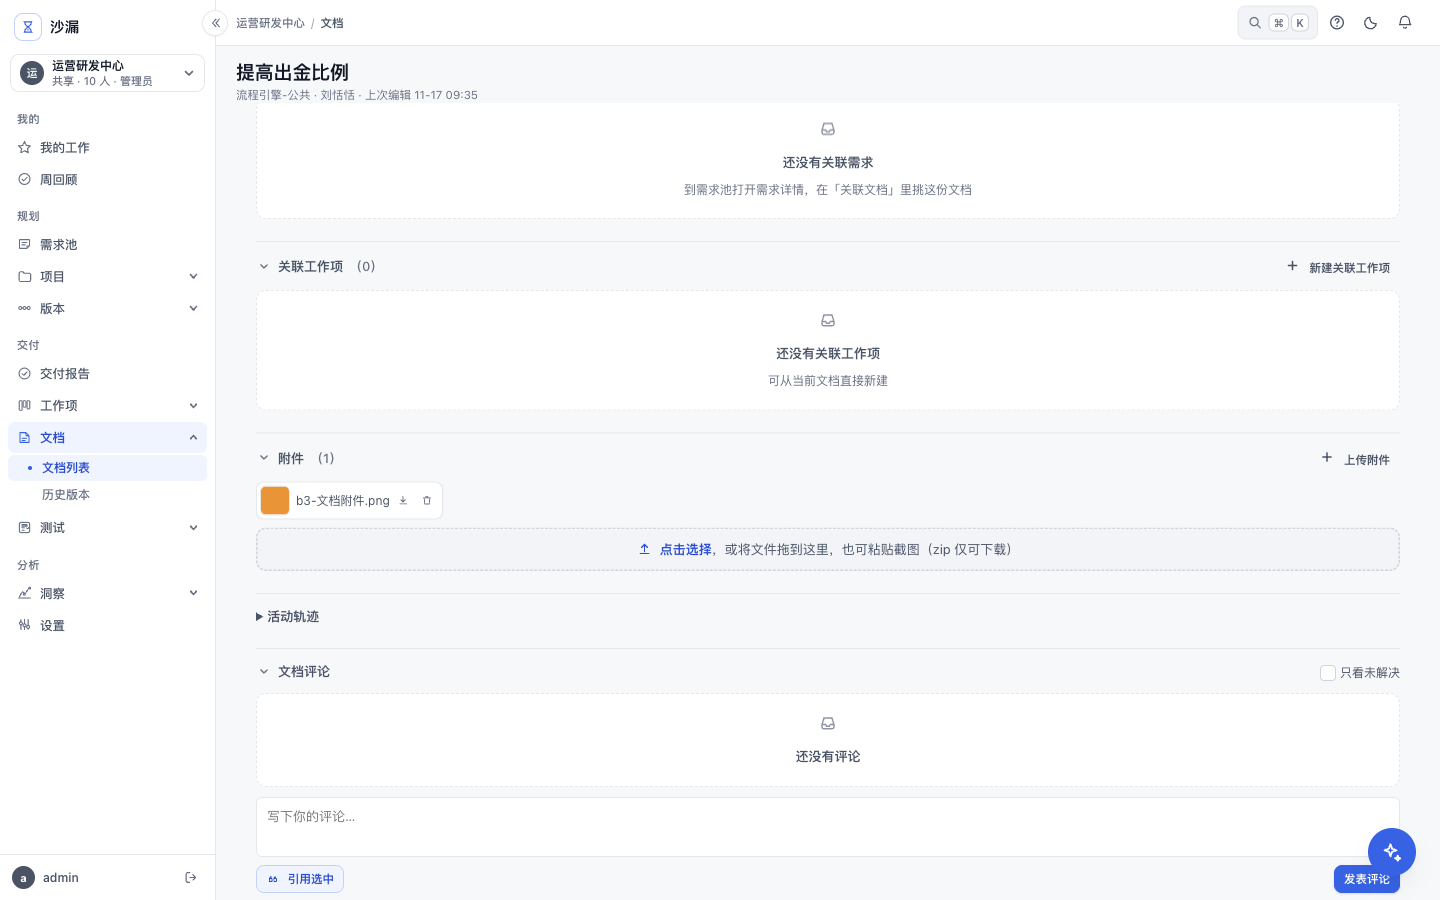 沙漏
运营研发中心 / 文档
⌘ K
运
运营研发中心
共享 · 10 人 · 管理员
我的
我的工作
周回顾
规划
需求池
项目
版本
交付
交付报告
工作项
文档
文档列表
历史版本
测试
分析
洞察
设置
a admin
提高出金比例
流程引擎-公共 · 刘恬恬 · 上次编辑 11-17 09:35
还没有关联需求
到需求池打开需求详情，在「关联文档」里挑这份文档
关联工作项 (0)
新建关联工作项
还没有关联工作项
可从当前文档直接新建
附件 (1)
上传附件
b3-文档附件.png
点击选择，或将文件拖到这里，也可粘贴截图（zip 仅可下载）
活动轨迹
文档评论
只看未解决
还没有评论
写下你的评论...
引用选中
发表评论